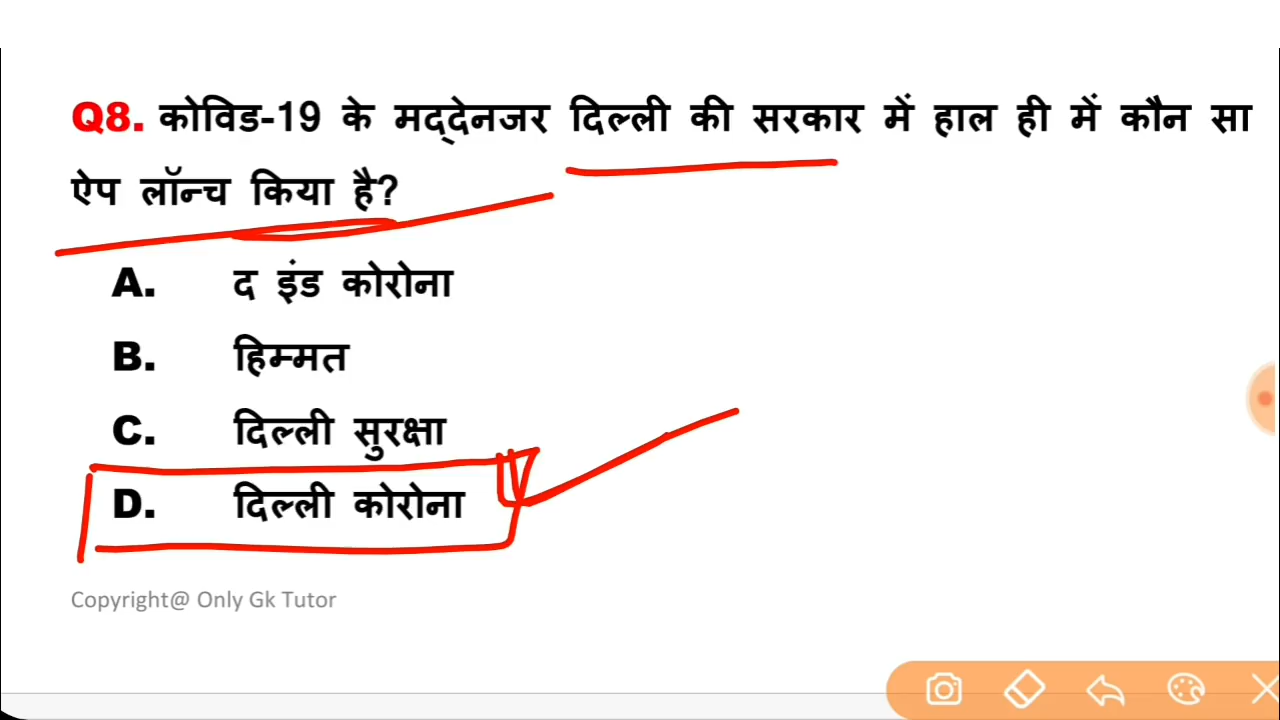 Q8. कोविड-19 के मद्देनजर दिल्ली की सरकार में हाल ही में कौन सा
ऐप लॉन्च किया है?
A. द इंड कोरोना
B. हिम्मत
C. दिल्ली सुरक्षा
D. दिल्ली कोरोना
Copyright@ Only Gk Tutor